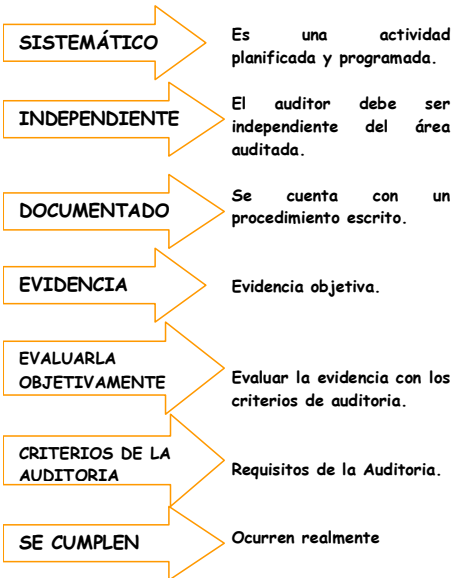 SISTEMÁTICO
Es una actividad
planificada y programada.
INDEPENDIENTE
El auditor debe ser
independiente del área
auditada.
DOCUMENTADO
Se cuenta con un
procedimiento escrito.
EVIDENCIA
Evidencia objetiva.
EVALUARLA
OBJETIVAMENTE
Evaluar la evidencia con los
criterios de auditoria.
CRITERIOS DE LA
AUDITORIA
Requisitos de la Auditoria.
SE CUMPLEN
Ocurren realmente